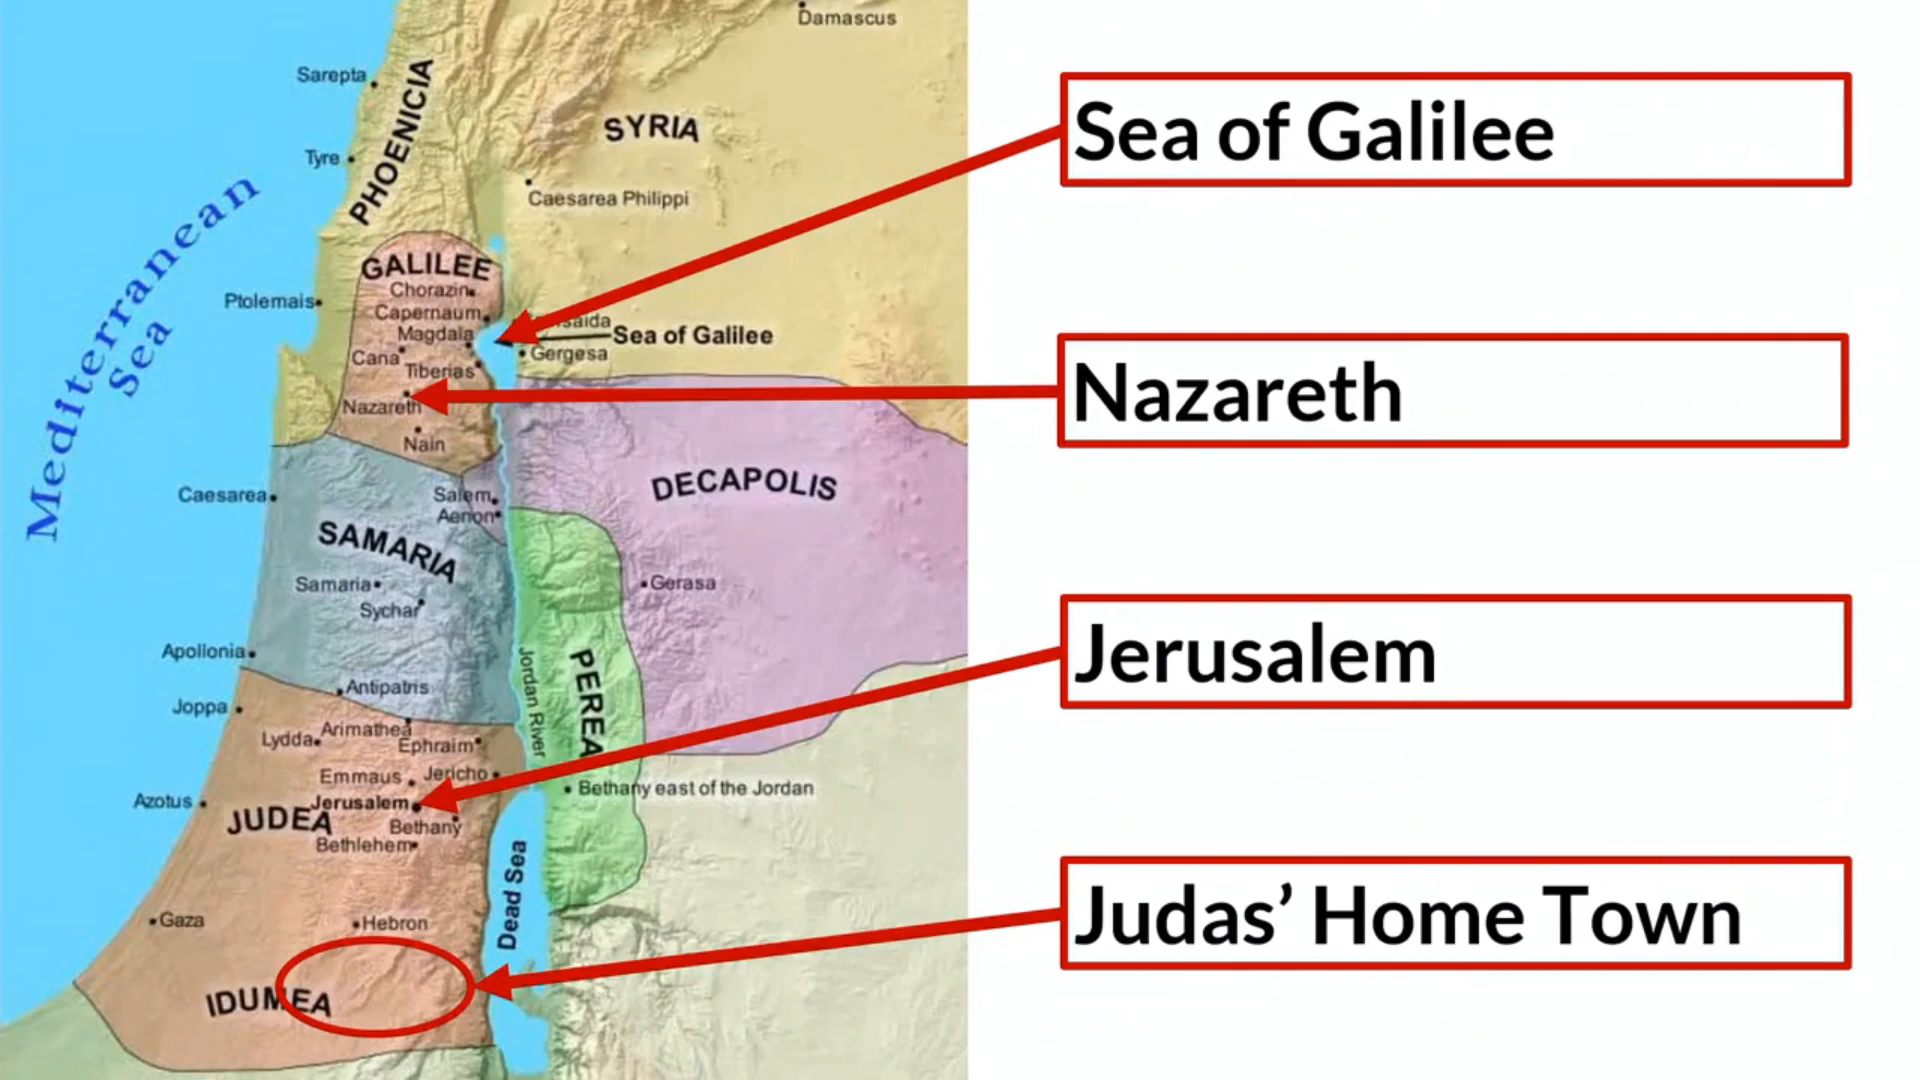 Damascus
Sarepta
PHOENICIA
SYRIA
Tyre
Caesarea Philippi
Mediterranean
Sea
GALILEE
Chorazin
Ptolemais
Capernaum
Magdala
Sea of Galilee
Cana
Gergesa
Tiberias
Nazareth
Nain
DECAPOLIS
Caesarea
Salem
Aenon
SAMARIA
Samaria
Gerasa
Sychar
Apollonia
Jordan River
PEREA
Antipatris
Joppa
Arimathea
Lydda
Ephraim
Emmaus
Jericho
Bethany east of the Jordan
Azotus
Jerusalem
JUDEA
Bethany
Bethlehem
Dead Sea
Gaza
Hebron
IDUMEA
Sea of Galilee
Nazareth
Jerusalem
Judas’ Home Town